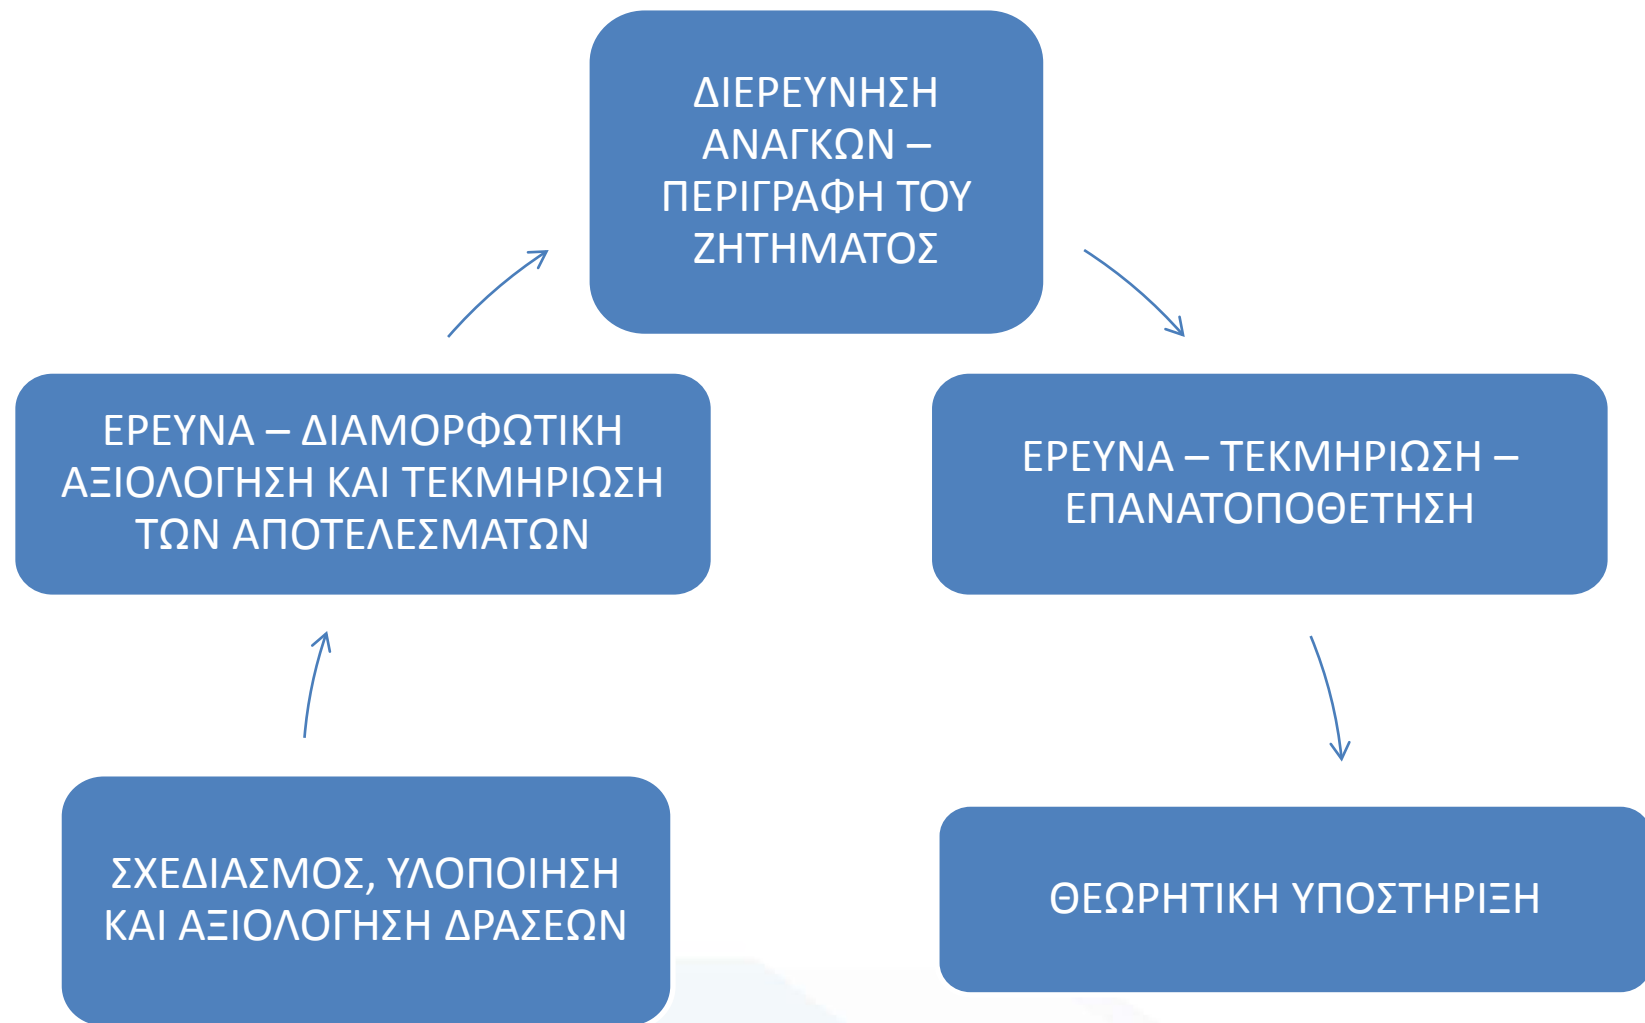 ΔΙΕΡΕΥΝΗΣΗ
ΑΝΑΓΚΩΝ –
ΠΕΡΙΓΡΑΦΗ ΤΟΥ
ΖΗΤΗΜΑΤΟΣ
ΕΡΕΥΝΑ – ΔΙΑΜΟΡΦΩΤΙΚΗ
ΑΞΙΟΛΟΓΗΣΗ ΚΑΙ ΤΕΚΜΗΡΙΩΣΗ
ΤΩΝ ΑΠΟΤΕΛΕΣΜΑΤΩΝ
ΕΡΕΥΝΑ – ΤΕΚΜΗΡΙΩΣΗ –
ΕΠΑΝΑΤΟΠΟΘΕΤΗΣΗ
ΣΧΕΔΙΑΣΜΟΣ, ΥΛΟΠΟΙΗΣΗ
ΚΑΙ ΑΞΙΟΛΟΓΗΣΗ ΔΡΑΣΕΩΝ
ΘΕΩΡΗΤΙΚΗ ΥΠΟΣΤΗΡΙΞΗ